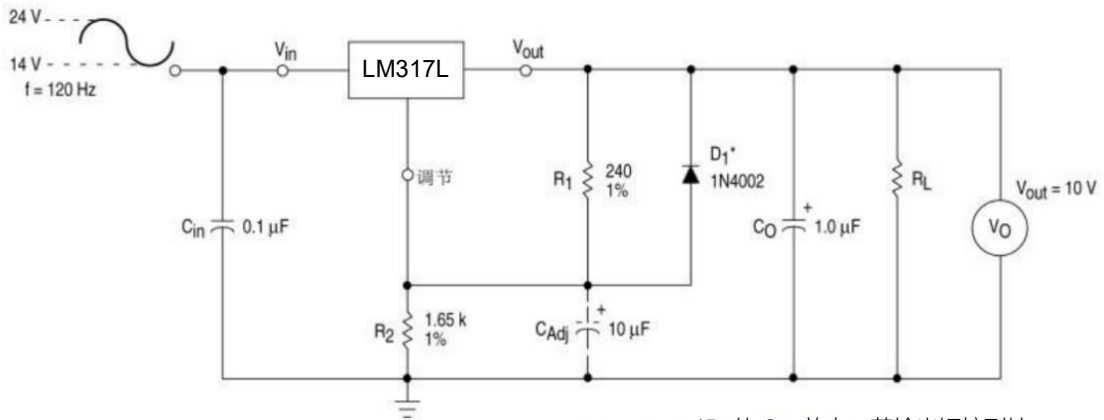 24 V
14 V
f = 120 Hz
Vin
LM317L
Vout
调节
Cin
0.1 μF
R1
240
1%
D1*
1N4002
CO
+
1.0 μF
RL
Vout = 10 V
VO
R2
1.65 k
1%
CAdj
+
10 μF